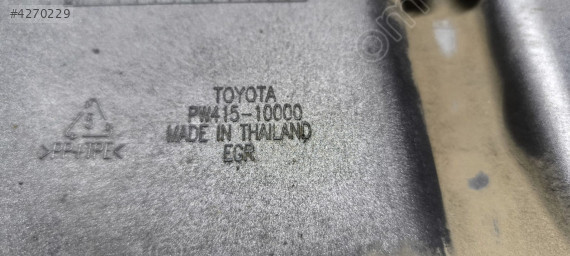 #4270229
TOYOTA
PW415-10000
MADE IN THAILAND
EGR